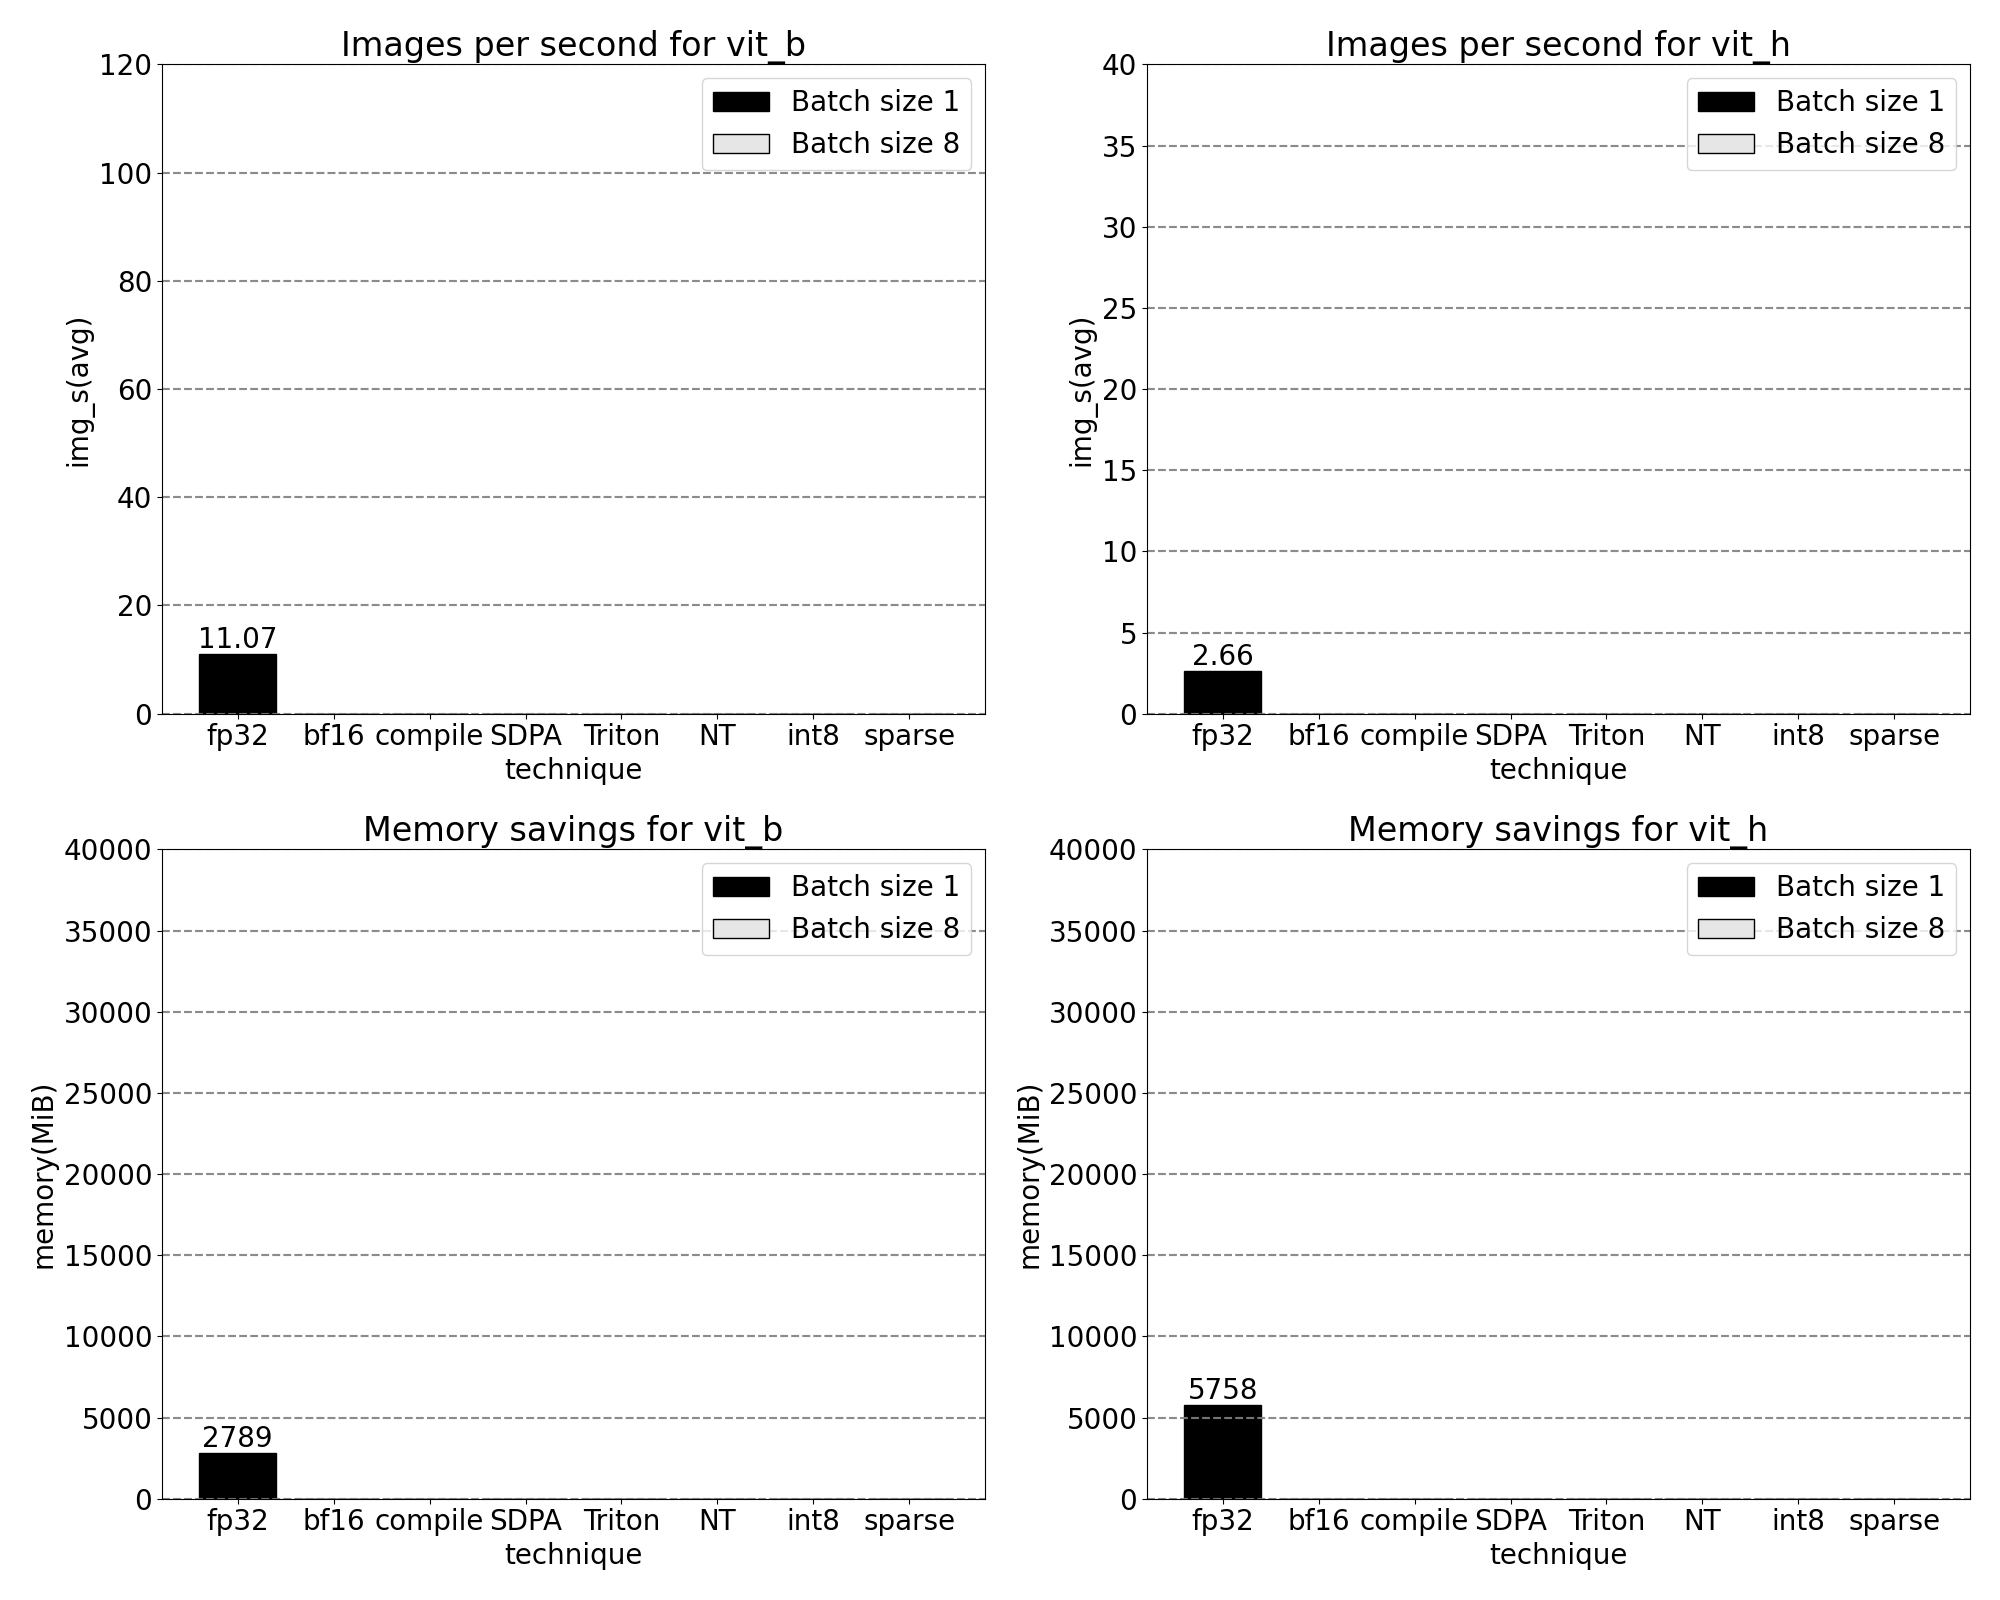 Images per second for vit_b
120
100
80
60
40
20
0
img_s(avg)
Batch size 1
Batch size 8
11.07
fp32 bf16 compile SDPA Triton NT int8 sparse
technique
Images per second for vit_h
40
35
30
25
20
15
10
5
0
img_s(avg)
Batch size 1
Batch size 8
2.66
fp32 bf16 compile SDPA Triton NT int8 sparse
technique
Memory savings for vit_b
40000
35000
30000
25000
20000
15000
10000
5000
0
memory(MiB)
Batch size 1
Batch size 8
2789
fp32 bf16 compile SDPA Triton NT int8 sparse
technique
Memory savings for vit_h
40000
35000
30000
25000
20000
15000
10000
5000
0
memory(MiB)
Batch size 1
Batch size 8
5758
fp32 bf16 compile SDPA Triton NT int8 sparse
technique